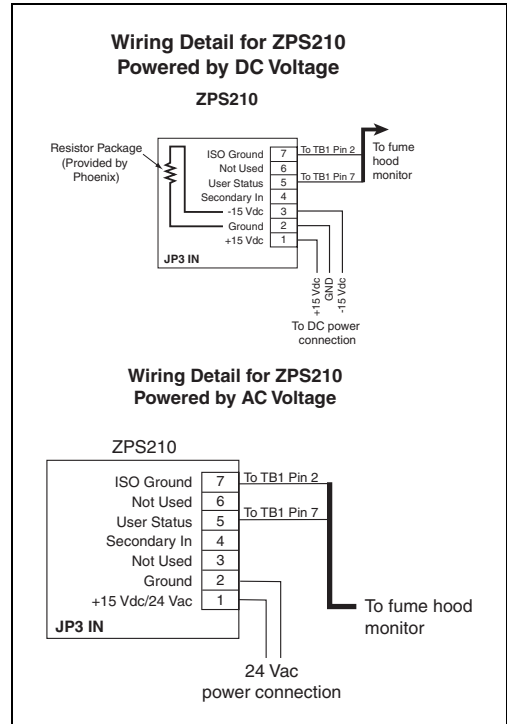 Wiring Detail for ZPS210
Powered by DC Voltage
ZPS210
Resistor Package
(Provided by
Phoenix)
ISO Ground 7 To TB1 Pin 2
Not Used 6
User Status 5 To TB1 Pin 7
Secondary In 4
-15 Vdc 3
Ground 2
+15 Vdc 1
JP3 IN
To fume
hood
monitor
+15 Vdc
GND
-15 Vdc
To DC power
connection
Wiring Detail for ZPS210
Powered by AC Voltage
ZPS210
ISO Ground 7 To TB1 Pin 2
Not Used 6
User Status 5 To TB1 Pin 7
Secondary In 4
Not Used 3
Ground 2
+15 Vdc/24 Vac 1
JP3 IN
To fume hood
monitor
24 Vac
power connection